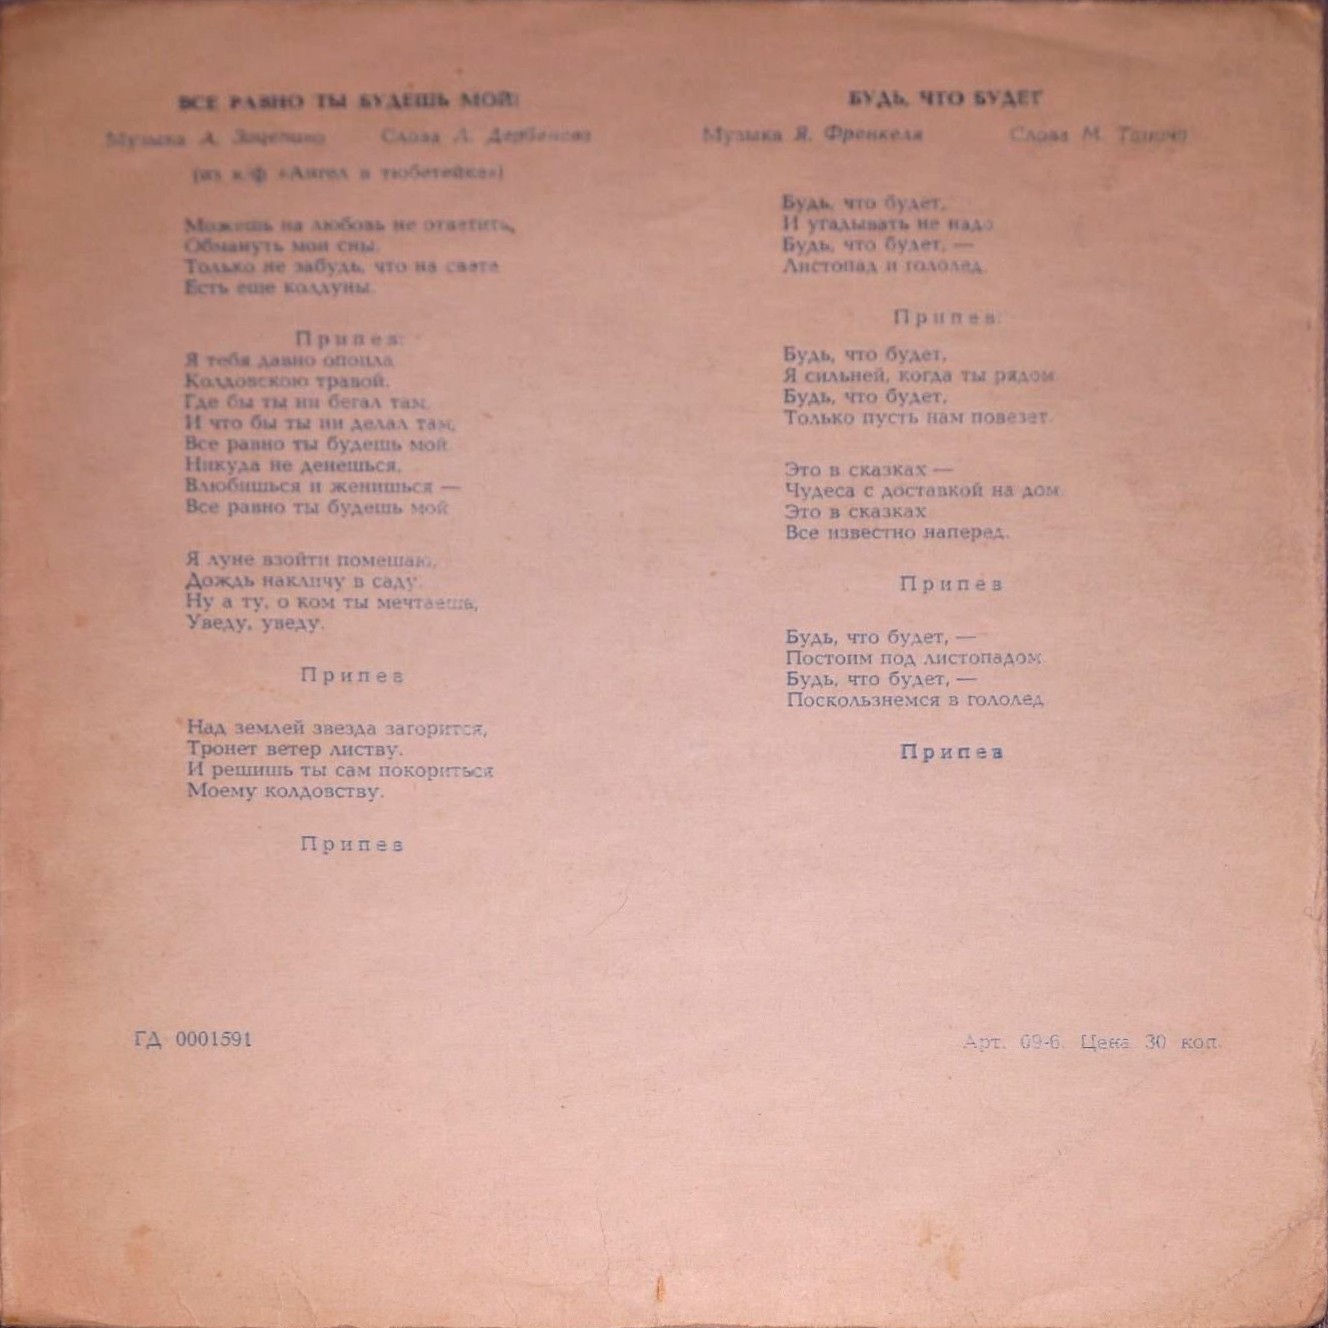 ВСЕ РАВНО ТЫ БУДЕШЬ МОЙ!
Музыка А. Зацепина Слова Л. Дербенева
(из к/ф «Ангел в тюбетейке»)
Можешь на любовь не ответить,
Обмануть мои сны.
Только не забудь, что на свете
Есть еще колдуны.
Припев:
Я тебя давно опоила
Колдовскою травой,
Где бы ты ни бегал там,
И что бы ты ни делал там,
Все равно ты будешь мой.
Никуда не денешься,
Влюбишься и женишься —
Все равно ты будешь мой
Я луне взойти помешаю,
Дождь накличу в саду.
Ну а ту, о ком ты мечтаешь,
Уведу, уведу.
Припев
Над землей звезда загорится,
Тронет ветер листву.
И решишь ты сам покориться
Моему колдовству.
Припев
ГД 0001591
БУДЬ, ЧТО БУДЕТ
Музыка Я. Френкеля Слова М. Танича
Будь, что будет,
И угадывать не надо
Будь, что будет, —
Листопад и гололед.
Припев:
Будь, что будет,
Я сильней, когда ты рядом
Будь, что будет,
Только пусть нам повезет.
Это в сказках —
Чудеса с доставкой на дом.
Это в сказках
Все известно наперед.
Припев
Будь, что будет, —
Постоим под листопадом
Будь, что будет, —
Поскользнемся в гололед
Припев
Арт. 09-6. Цена 30 коп.